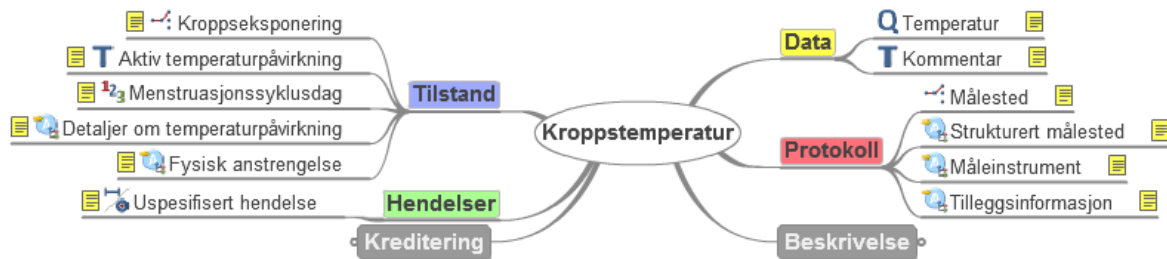 Kroppseksponering
T Aktiv temperaturpåvirkning
123 Menstruasjonssyklusdag
Detaljer om temperaturpåvirkning
Fysisk anstrengelse
Tilstand
Uspesifisert hendelse
Hendelser
Kreditering
Kroppstemperatur
Data
Q Temperatur
T Kommentar
Protokoll
Målested
Strukturert målested
Måleinstrument
Tilleggsinformasjon
Beskrivelse